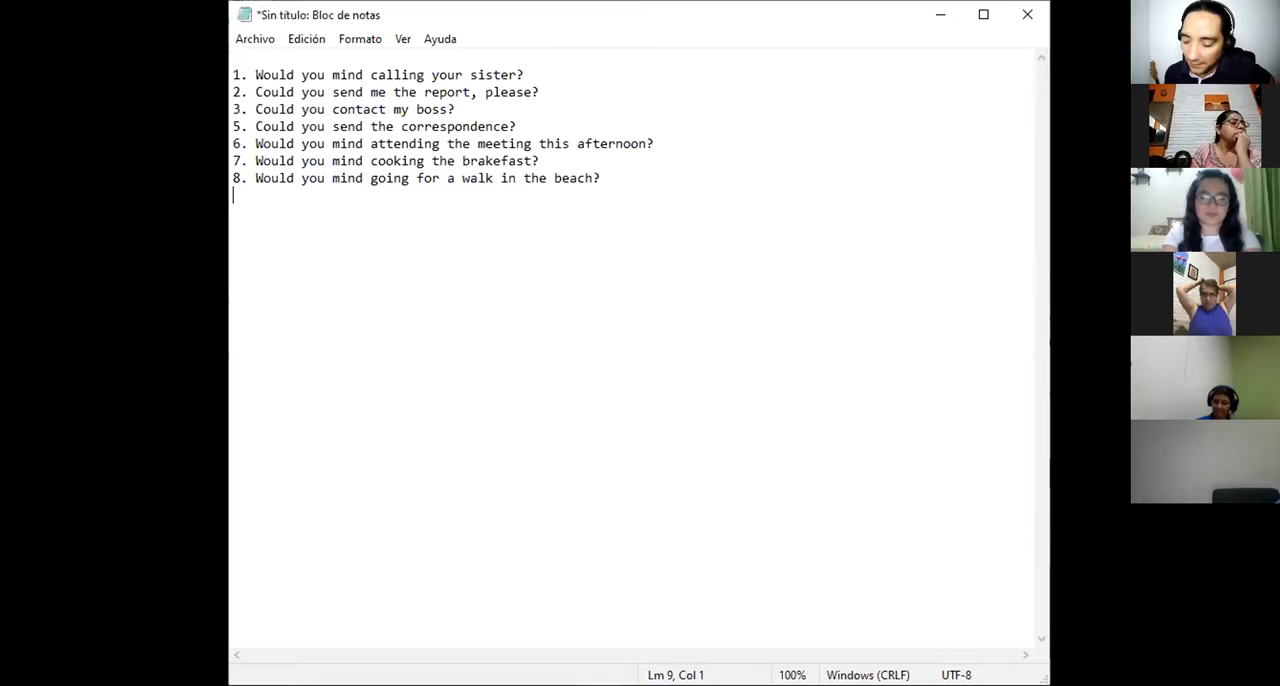 *Sin título: Bloc de notas
Archivo Edición Formato Ver Ayuda
1. Would you mind calling your sister?
2. Could you send me the report, please?
3. Could you contact my boss?
5. Could you send the correspondence?
6. Would you mind attending the meeting this afternoon?
7. Would you mind cooking the brakefast?
8. Would you mind going for a walk in the beach?
Lm 9, Col 1 100% Windows (CRLF) UTF-8